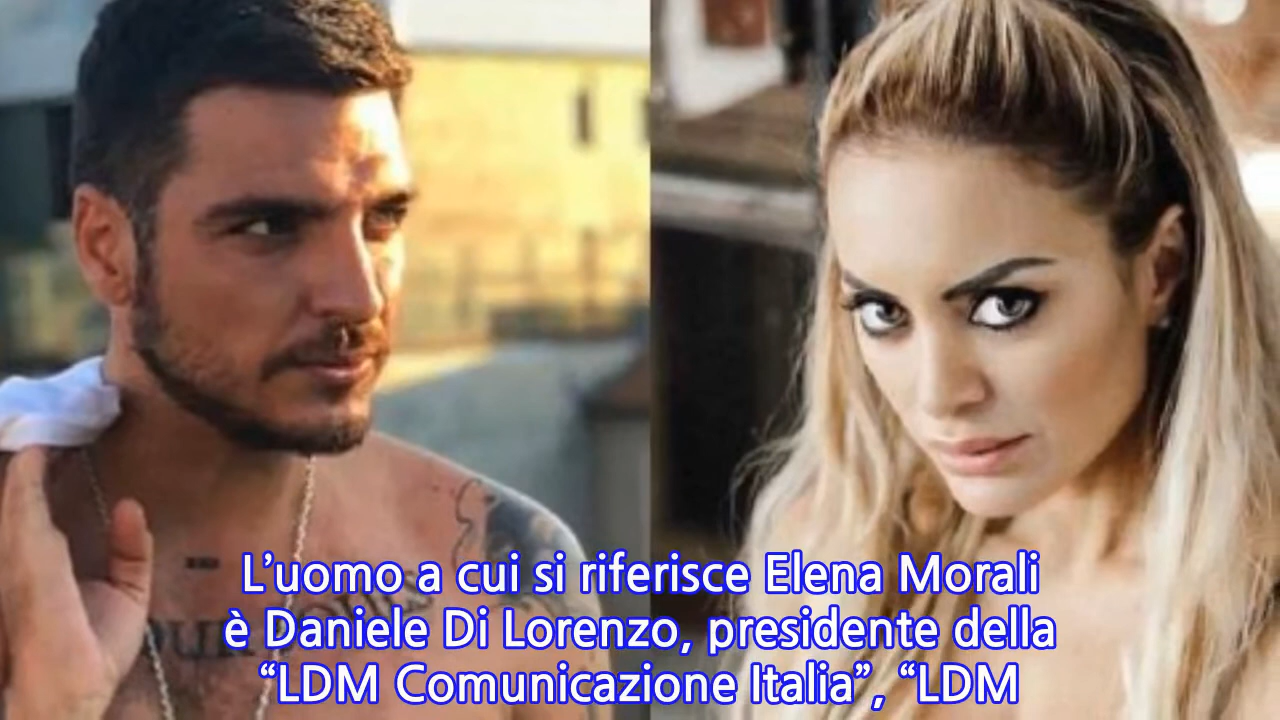 L’uomo a cui si riferisce Elena Morali
è Daniele Di Lorenzo, presidente della
“LDM Comunicazione Italia”, “LDM